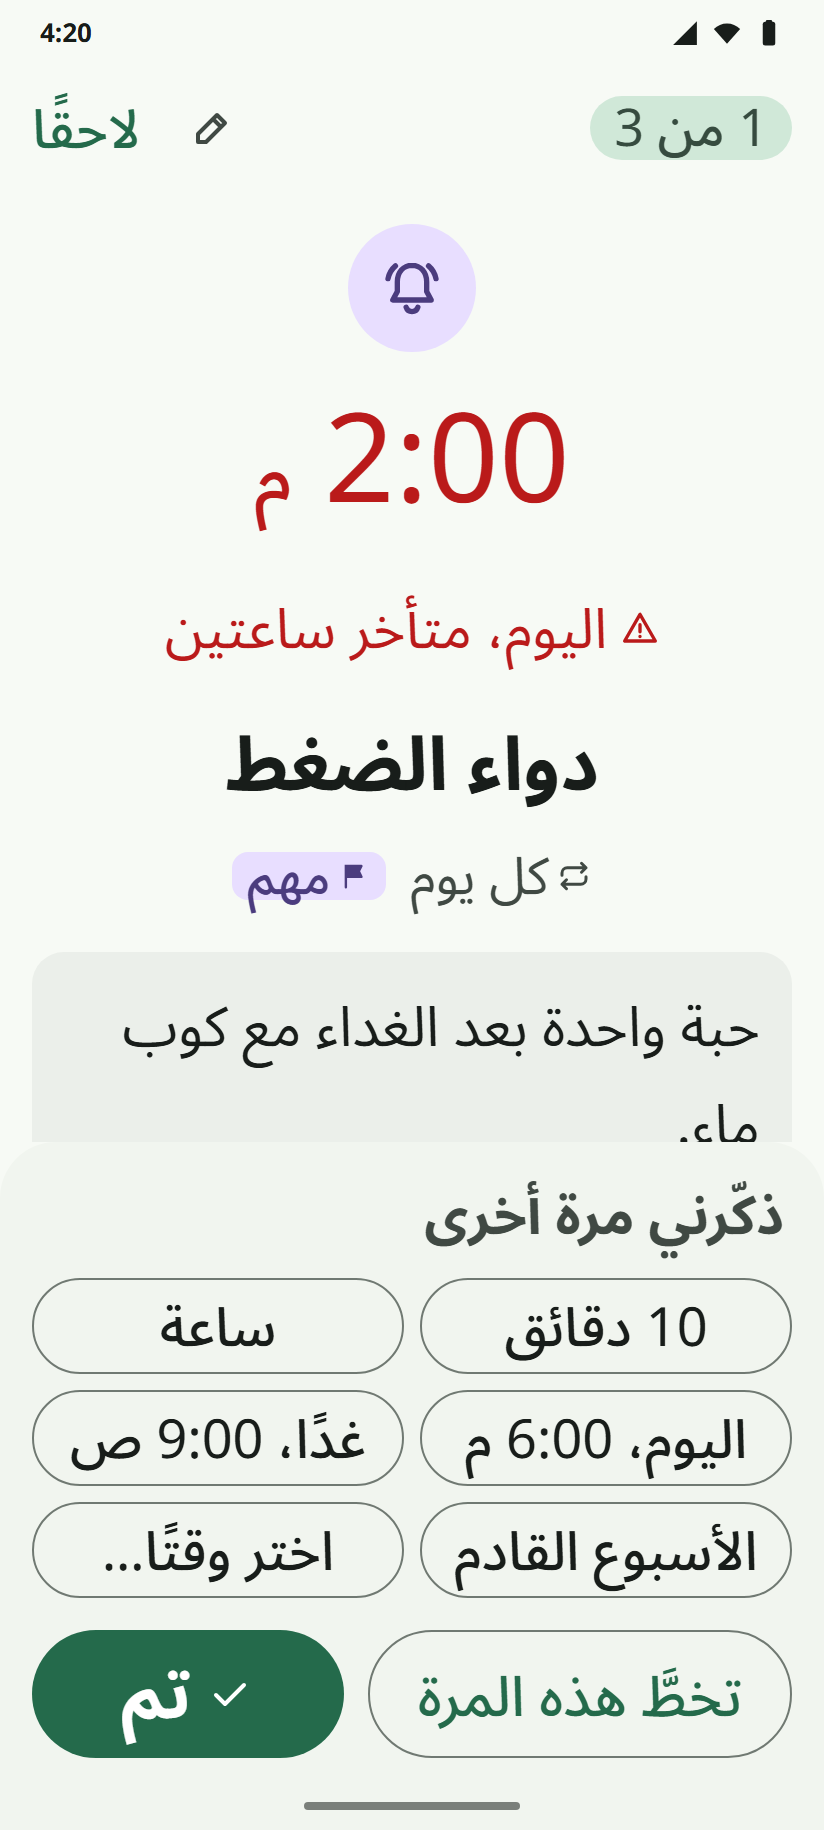 4:20
1 من 3
لاحقًا
2:00 م
اليوم، متأخر ساعتين
دواء الضغط
كل يوم
مهم
حبة واحدة بعد الغداء مع كوب
ماء.
ذكّرني مرة أخرى
10 دقائق
ساعة
اليوم، 6:00 م
غدًا، 9:00 ص
الأسبوع القادم
اختر وقتًا...
تخطَّ هذه المرة
تم